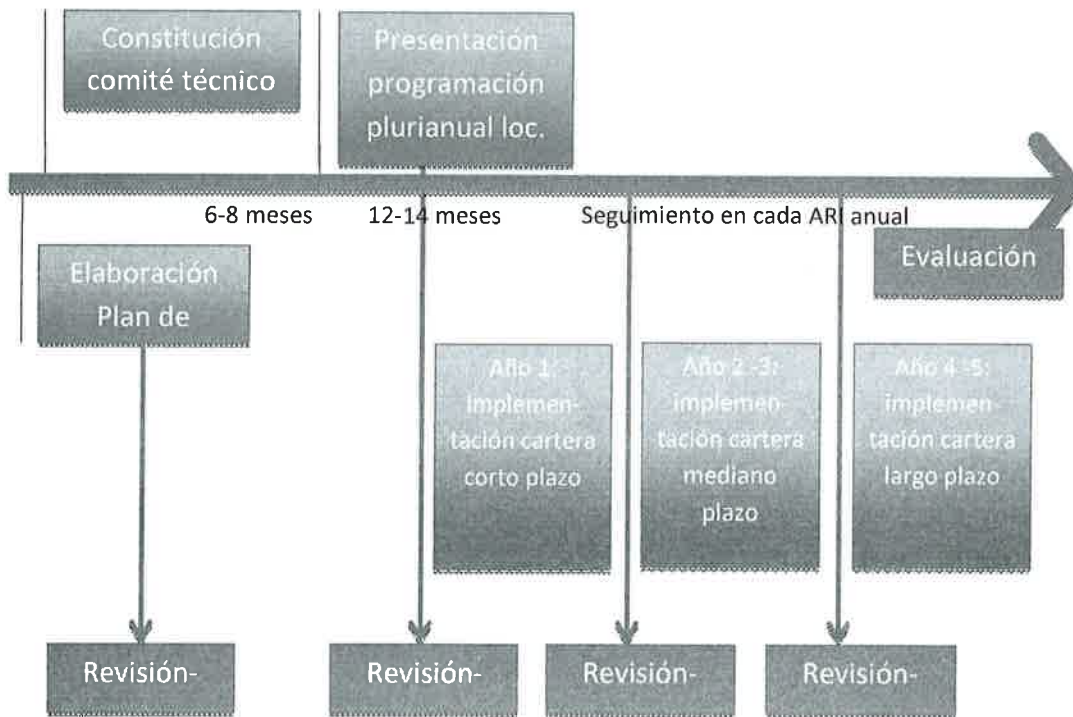 Constitución
comité técnico
Presentación
programación
plurianual loc.
6-8 meses
12-14 meses
Seguimiento en cada ARI anual
Evaluación
Elaboración
Plan de
Año 1:
implemen-
tación cartera
corto plazo
Año 2 -3:
implemen-
tación cartera
mediano
plazo
Año 4 -5:
implemen-
tación cartera
largo plazo
Revisión-
Revisión-
Revisión-
Revisión-